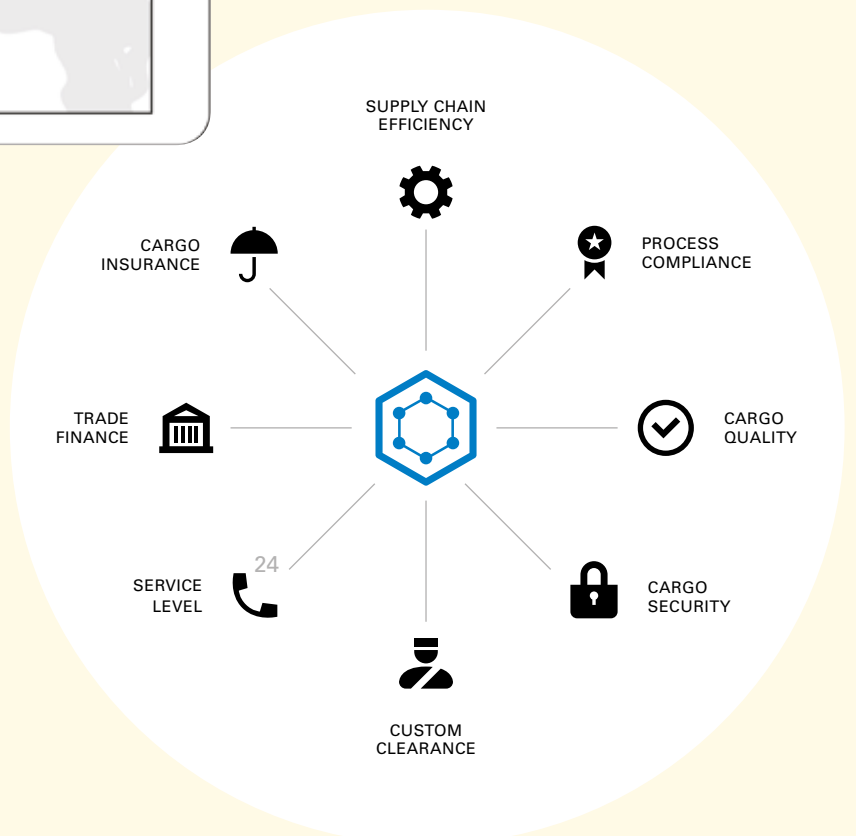 SUPPLY CHAIN
EFFICIENCY
CARGO
INSURANCE
PROCESS
COMPLIANCE
TRADE
FINANCE
CARGO
QUALITY
24
SERVICE
LEVEL
CARGO
SECURITY
CUSTOM
CLEARANCE